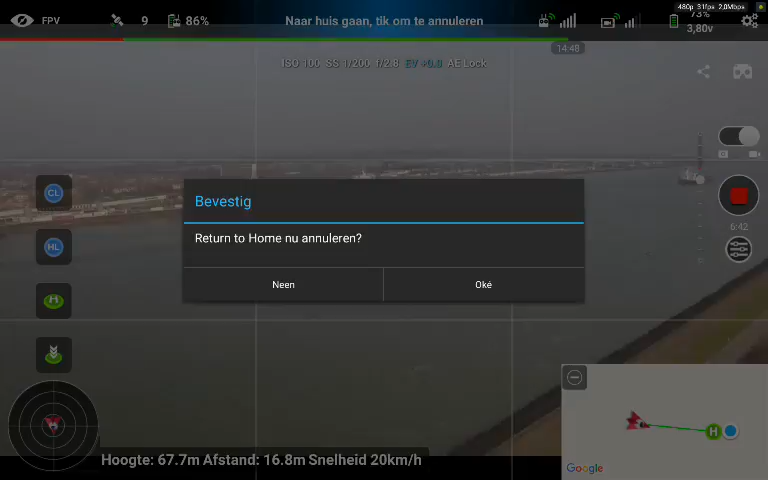 480p 31fps 2,0Mbps
FPV
9
86%
Naar huis gaan, tik om te annuleren
73%
3,80v
14:48
ISO 100 SS 1/200 f/2.8 EV +0.0 AE Lock
CL
Bevestig
HL
Return to Home nu annuleren?
6:42
Neen
Oké
H
H
Hoogte: 67.7m Afstand: 16.8m Snelheid 20km/h
Google